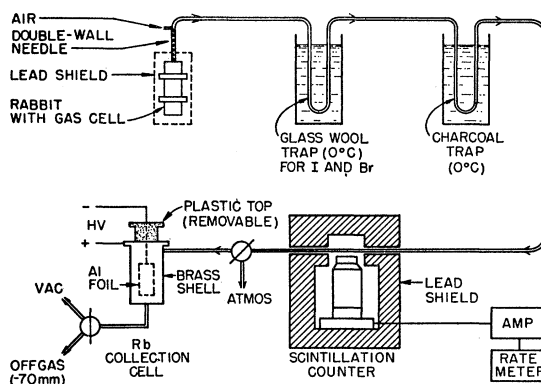 AIR
DOUBLE-WALL
NEEDLE
LEAD SHIELD
RABBIT
WITH GAS CELL
GLASS WOOL
TRAP (0°C)
FOR I AND Br
CHARCOAL
TRAP
(0°C)
−
HV
+
PLASTIC TOP
(REMOVABLE)
Al
FOIL
BRASS
SHELL
VAC
OFFGAS
(-70mm)
Rb
COLLECTION
CELL
ATMOS
LEAD
SHIELD
SCINTILLATION
COUNTER
AMP
RATE
METER